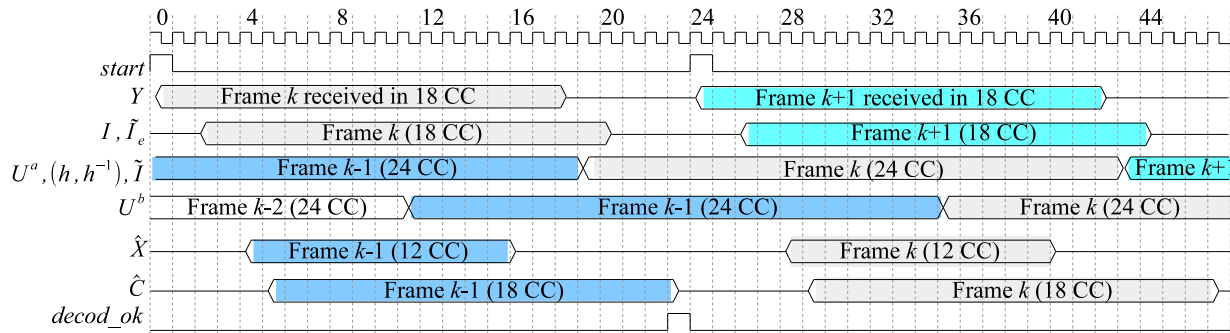 0 4 8 12 16 20 24 28 32 36 40 44
start
Y Frame k received in 18 CC Frame k+1 received in 18 CC
I , Ĩₑ Frame k (18 CC) Frame k+1 (18 CC)
Uᵃ, (h, h⁻¹), Ĩ Frame k-1 (24 CC) Frame k (24 CC) Frame k+1
Uᵇ Frame k-2 (24 CC) Frame k-1 (24 CC) Frame k (24 CC)
X̂ Frame k-1 (12 CC) Frame k (12 CC)
Ĉ Frame k-1 (18 CC) Frame k (18 CC)
decod_ok